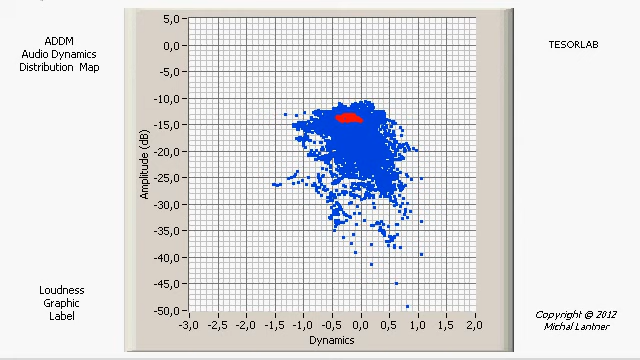 ADDM
Audio Dynamics
Distribution Map
TESORLAB
5,0
0,0
-5,0
-10,0
-15,0
-20,0
-25,0
-30,0
-35,0
-40,0
-45,0
-50,0
Amplitude (dB)
-3,0 -2,5 -2,0 -1,5 -1,0 -0,5 0,0 0,5 1,0 1,5 2,0
Dynamics
Loudness
Graphic
Label
Copyright © 2012
Michal Lantner